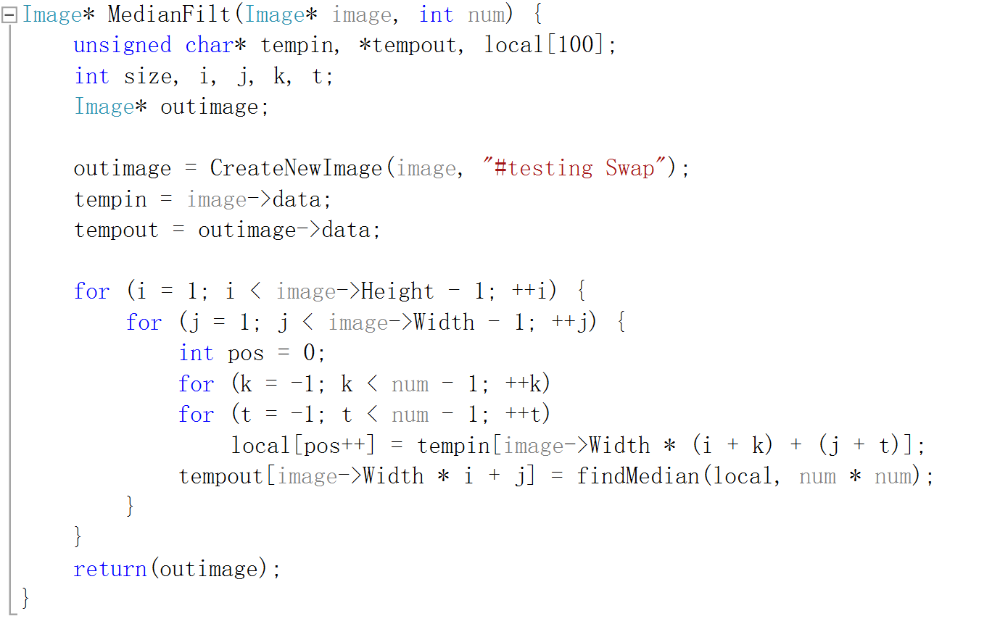 Image* MedianFilt(Image* image, int num) {
unsigned char* tempin, *tempout, local[100];
int size, i, j, k, t;
Image* outimage;
outimage = CreateNewImage(image, "#testing Swap");
tempin = image->data;
tempout = outimage->data;
for (i = 1; i < image->Height - 1; ++i) {
for (j = 1; j < image->Width - 1; ++j) {
int pos = 0;
for (k = -1; k < num - 1; ++k)
for (t = -1; t < num - 1; ++t)
local[pos++] = tempin[image->Width * (i + k) + (j + t)];
tempout[image->Width * i + j] = findMedian(local, num * num);
}
}
return(outimage);
}